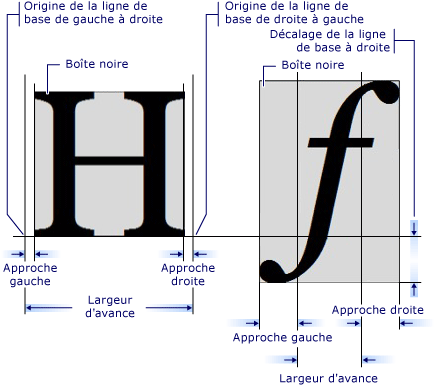 Origine de la ligne de
base de gauche à droite
Origine de la ligne de
base de droite à gauche
Décalage de la ligne
de base à droite
Boîte noire
Boîte noire
H
f
Approche
gauche
Approche
droite
Largeur
d'avance
Approche droite
Approche gauche
Largeur d'avance